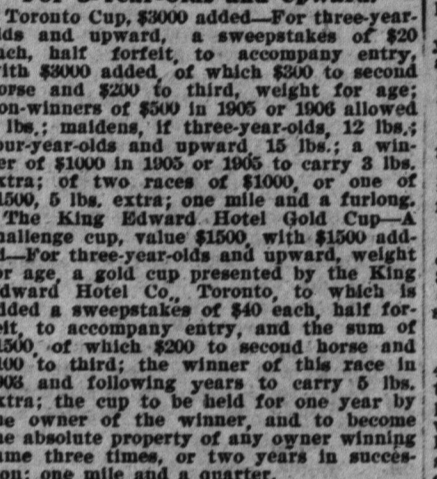 Toronto Cup, $3000 added—For three-year-
lds and upward, a sweepstakes of $20
ach, half forfeit, to accompany entry,
ith $3000 added, of which $300 to second
orse and $200 to third, weight for age;
on-winners of $500 in 1905 or 1906 allowed
lbs.; maidens, if three-year-olds, 12 lbs.;
our-year-olds and upward, 15 lbs.; a win-
er of $1000 in 1905 or 1905 to carry 3 lbs.
xtra; of two races of $1000, or one of
1500, 5 lbs. extra; one mile and a furlong.
The King Edward Hotel Gold Cup—A
hallenge cup, value $1500, with $1500 add-
d—For three-year-olds and upward, weight
or age, a gold cup presented by the King
dward Hotel Co., Toronto, to which is
dded a sweepstakes of $40 each, half for-
eit, to accompany entry, and the sum of
1500, of which $200 to second horse and
100 to third; the winner of this race in
903 and following years to carry 5 lbs.
xtra; the cup to be held for one year by
he owner of the winner, and to become
he absolute property of any owner winning
ame three times, or two years in succes-
on; one mile and a quarter.